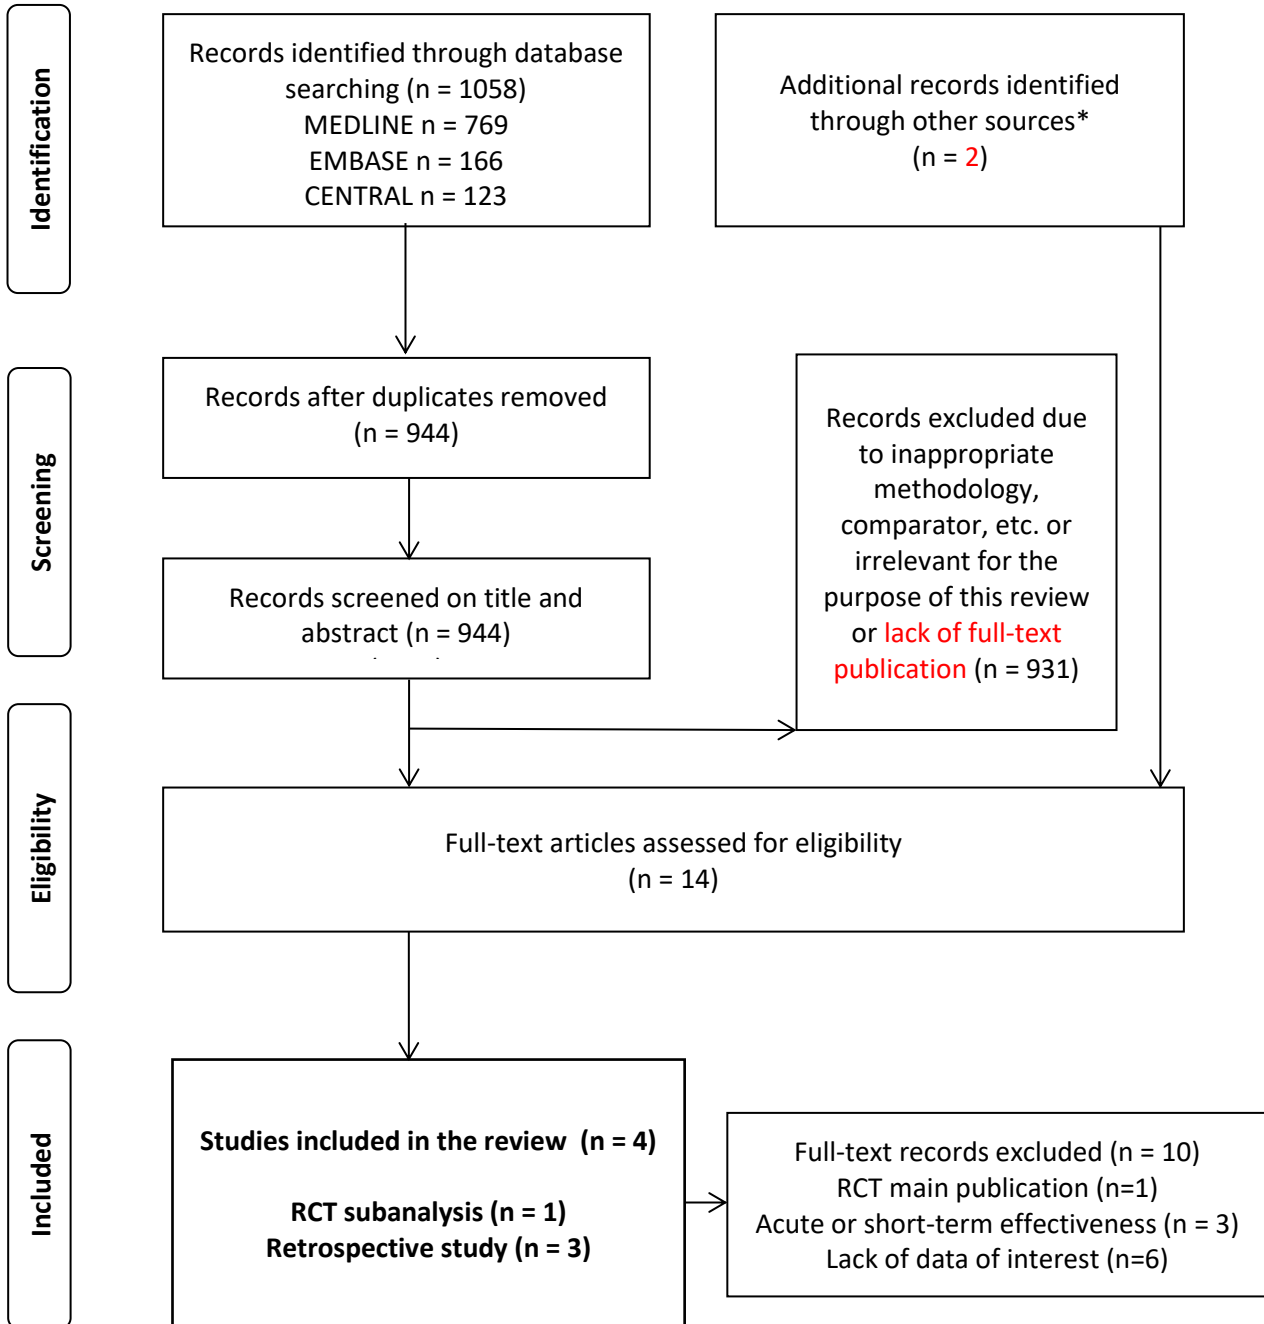 Identification
Records identified through database
searching (n = 1058)
MEDLINE n = 769
EMBASE n = 166
CENTRAL n = 123
Additional records identified
through other sources*
(n = 2)
Screening
Records after duplicates removed
(n = 944)
Records screened on title and
abstract (n = 944)
Records excluded due
to inappropriate
methodology,
comparator, etc. or
irrelevant for the
purpose of this review
or lack of full-text
publication (n = 931)
Eligibility
Full-text articles assessed for eligibility
(n = 14)
Included
Studies included in the review (n = 4)
RCT subanalysis (n = 1)
Retrospective study (n = 3)
Full-text records excluded (n = 10)
RCT main publication (n=1)
Acute or short-term effectiveness (n = 3)
Lack of data of interest (n=6)